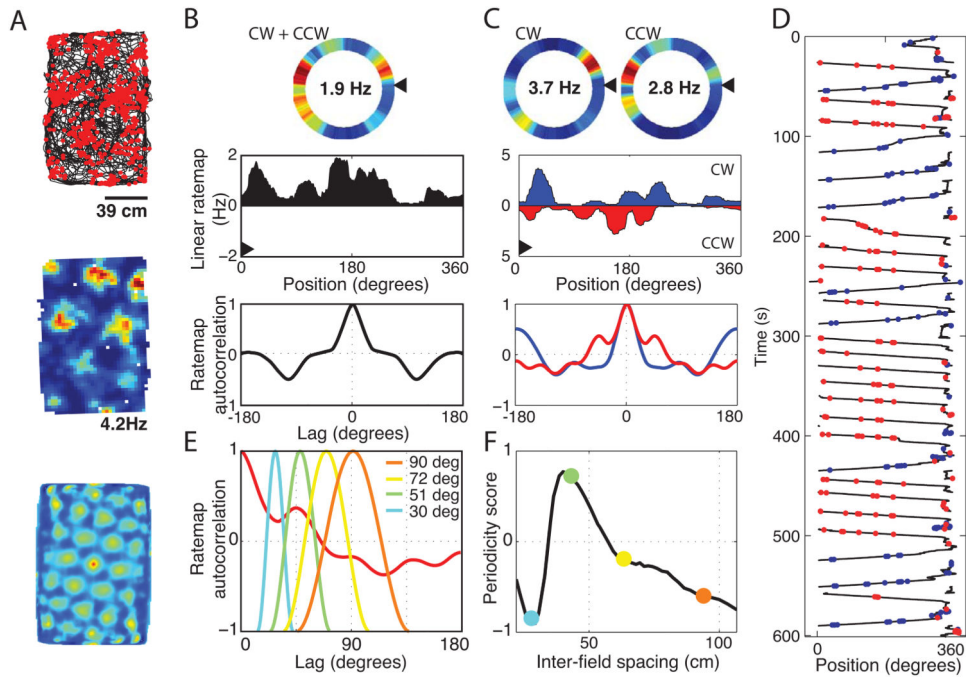 A
39 cm
4.2Hz
B
CW + CCW
1.9 Hz
Linear ratemap
(Hz)
2
0
−2
0
180
360
Position (degrees)
Ratemap
autocorrelation
1
0
1
-180
0
180
Lag (degrees)
C
CW
CCW
3.7 Hz
2.8 Hz
5
0
5
CW
CCW
0
180
360
Position (degrees)
1
0
−1
-180
0
180
Lag (degrees)
D
Time (s)
0
100
200
300
400
500
600
0
360
Position (degrees)
E
Ratemap
autocorrelation
1
0
−1
90 deg
72 deg
51 deg
30 deg
0
90
180
Lag (degrees)
F
Periodicity score
1
0
−1
50
100
Inter-field spacing (cm)